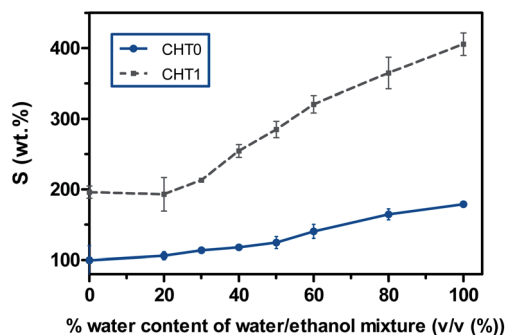 400
300
200
100
S (wt.%)
CHT0
CHT1
0 20 40 60 80 100
% water content of water/ethanol mixture (v/v (%))